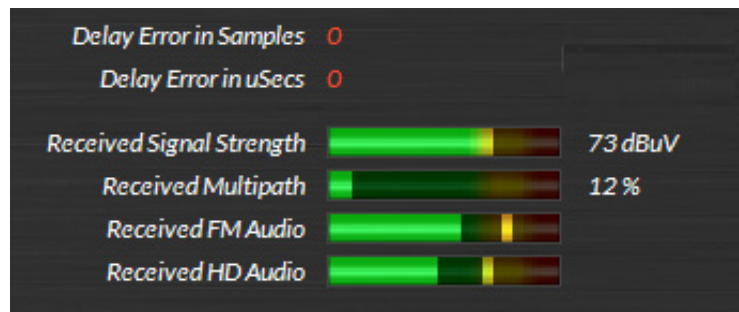 Delay Error in Samples 0
Delay Error in uSecs 0
Received Signal Strength 73 dBuV
Received Multipath 12 %
Received FM Audio
Received HD Audio